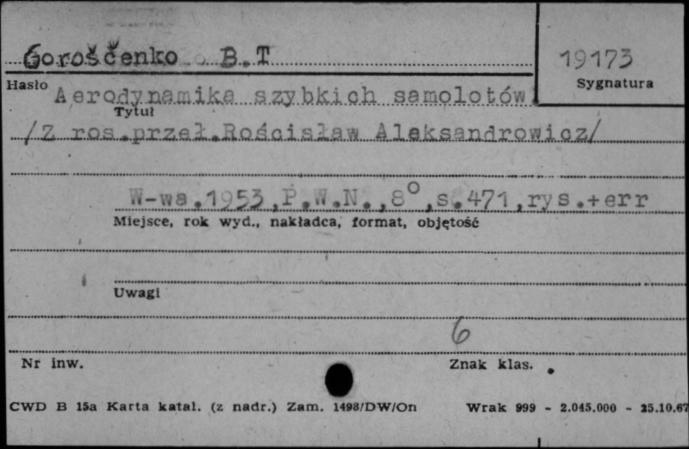 Goroščenko B.T
19173
Hasło
Sygnatura
Aerodynamika szybkich samolotów
Tytuł
/Z ros.przeł.Rościsław Aleksandrowicz/
W-wa.1953,P.W.N.,8°,s.471,rys.+err
Miejsce, rok wyd., nakładca, format, objętość
Uwagi
6
Nr inw.
Znak klas.
CWD B 15a Karta katal. (z nadr.) Zam. 1498/DW/On Wrak 999 - 2.045.000 - 25.10.67